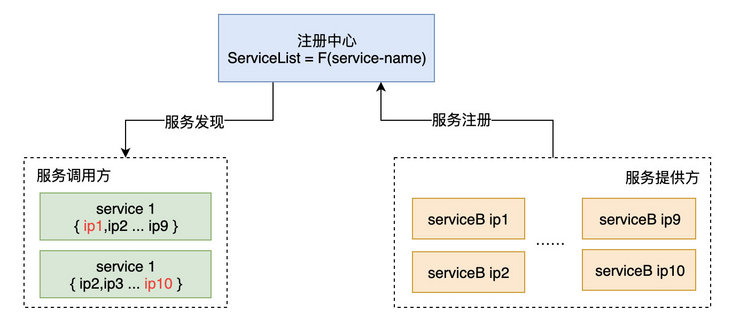 注册中心
ServiceList = F(service-name)
服务发现
服务注册
服务调用方
service 1
{ ip1,ip2 ... ip9 }
service 1
{ ip2,ip3 ... ip10 }
服务提供方
serviceB ip1
serviceB ip9
......
serviceB ip2
serviceB ip10